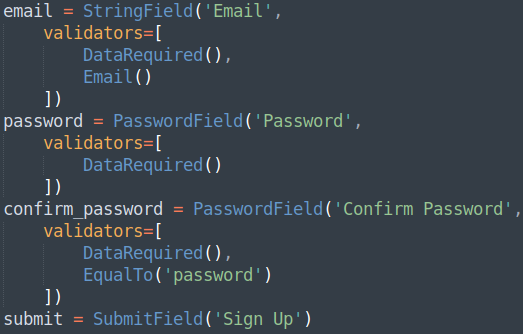 email = StringField('Email',
    validators=[
        DataRequired(),
        Email()
    ])
password = PasswordField('Password',
    validators=[
        DataRequired()
    ])
confirm_password = PasswordField('Confirm Password',
    validators=[
        DataRequired(),
        EqualTo('password')
    ])
submit = SubmitField('Sign Up')